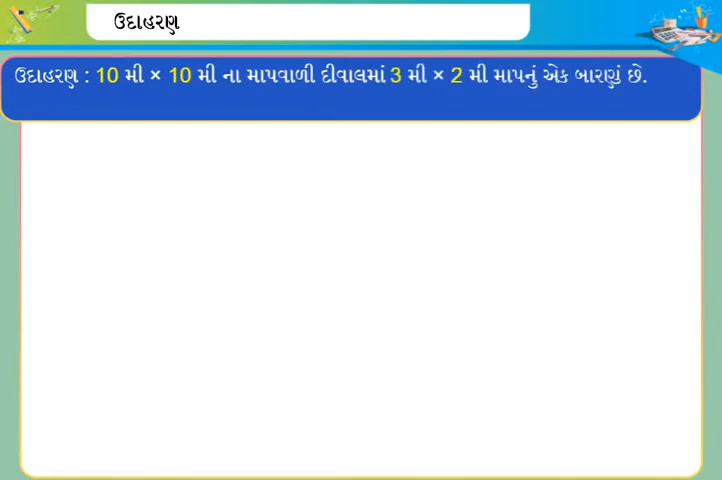 ઉદાહરણ
ઉદાહરણ : 10 મી × 10 મી ના માપવાળી દીવાલમાં 3 મી × 2 મી માપનું એક બારણું છે.